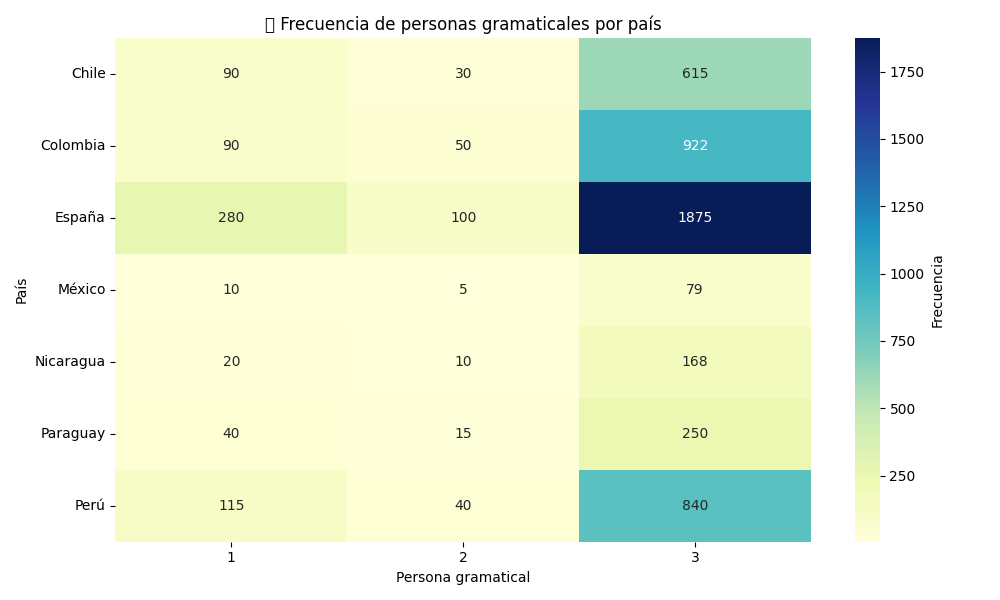 Frecuencia de personas gramaticales por país
Chile 90 30 615
Colombia 90 50 922
España 280 100 1875
México 10 5 79
Nicaragua 20 10 168
Paraguay 40 15 250
Perú 115 40 840
1 2 3
Persona gramatical
País
1750
1500
1250
1000
750
500
250
Frecuencia